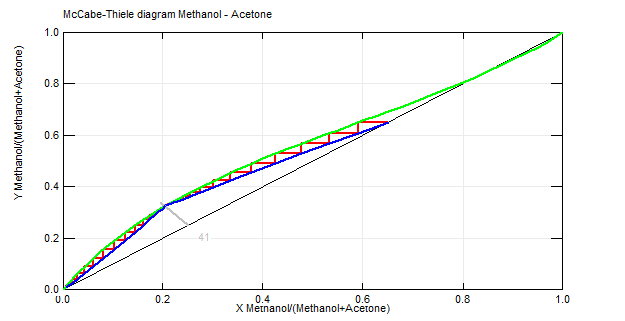 McCabe-Thiele diagram Methanol - Acetone
Y Methanol/(Methanol+Acetone)
1.0
0.8
0.6
0.4
0.2
0.0
41
0.0 0.2 0.4 0.6 0.8 1.0
X Methanol/(Methanol+Acetone)